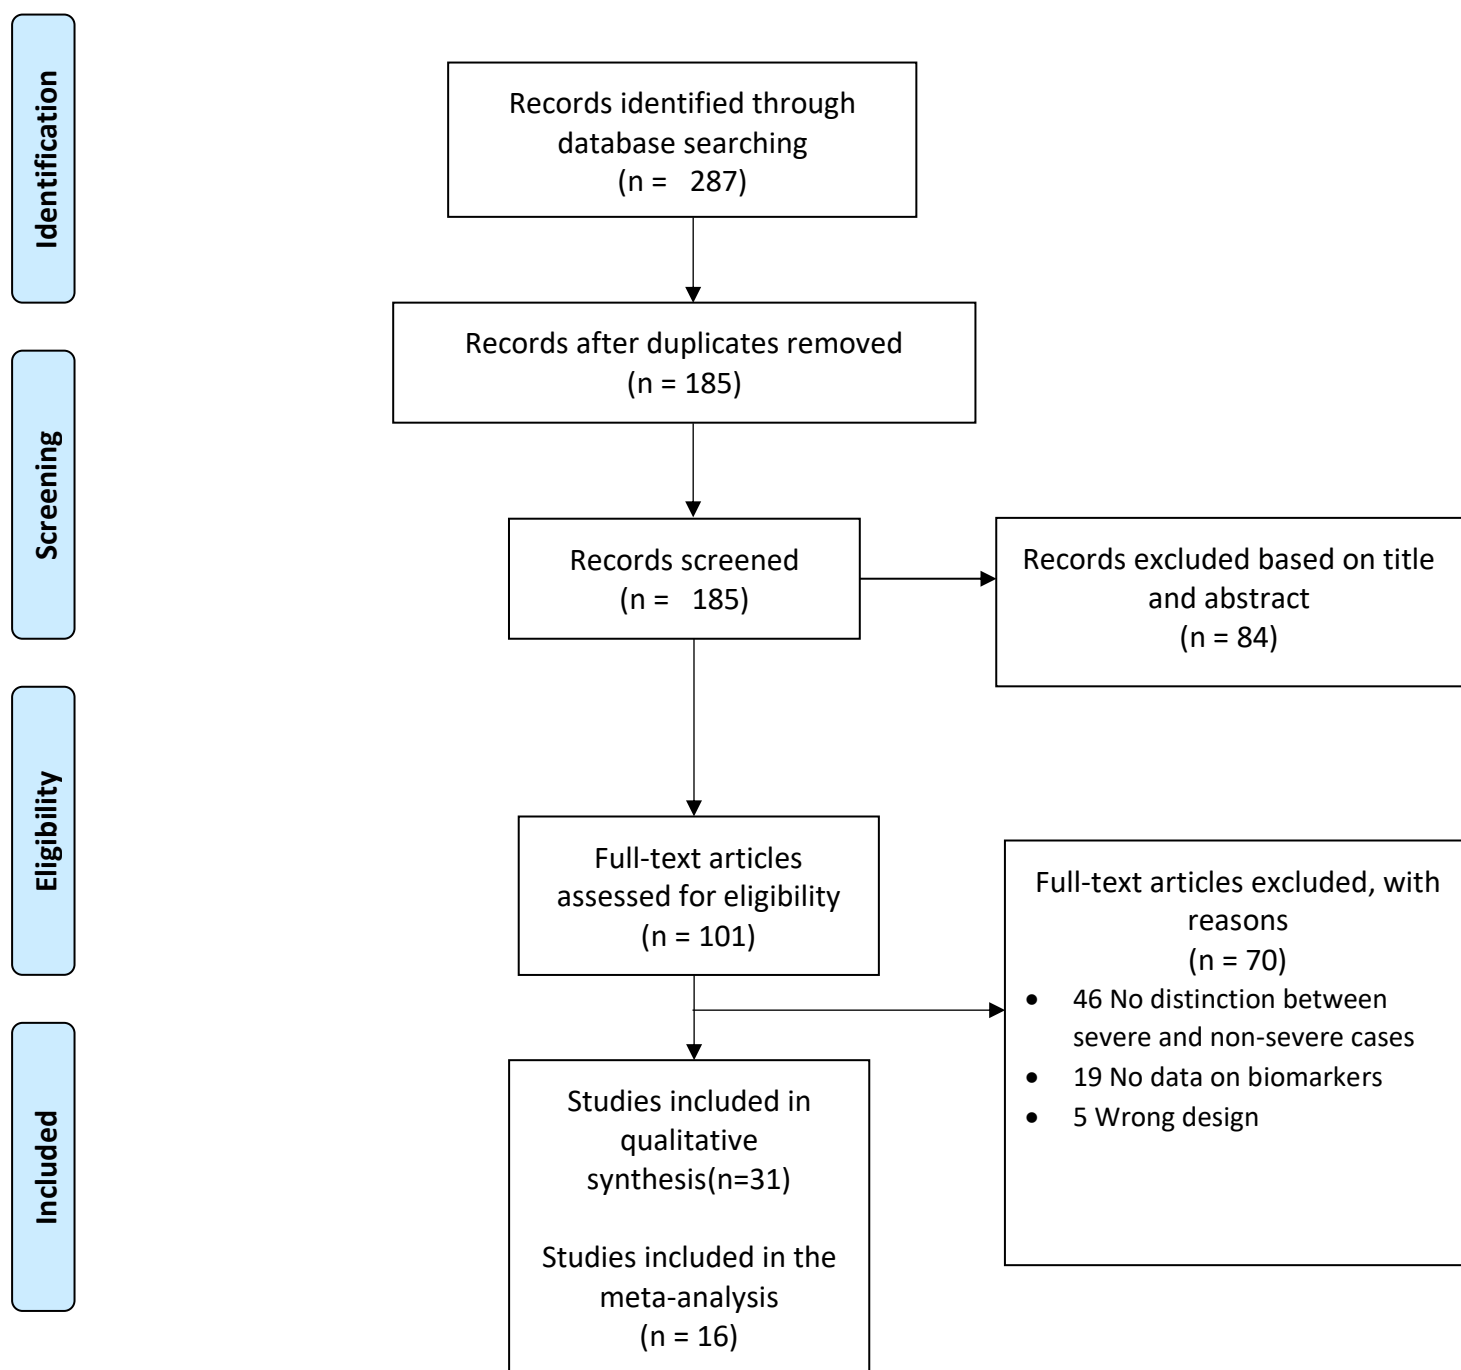 Identification
Records identified through
database searching
(n =   287)
Records after duplicates removed
(n = 185)
Screening
Records screened
(n =   185)
Records excluded based on title
and abstract
(n = 84)
Eligibility
Full-text articles
assessed for eligibility
(n = 101)
Full-text articles excluded, with
reasons
(n = 70)
• 46 No distinction between
severe and non-severe cases
• 19 No data on biomarkers
• 5 Wrong design
Included
Studies included in
qualitative
synthesis(n=31)
Studies included in the
meta-analysis
(n = 16)